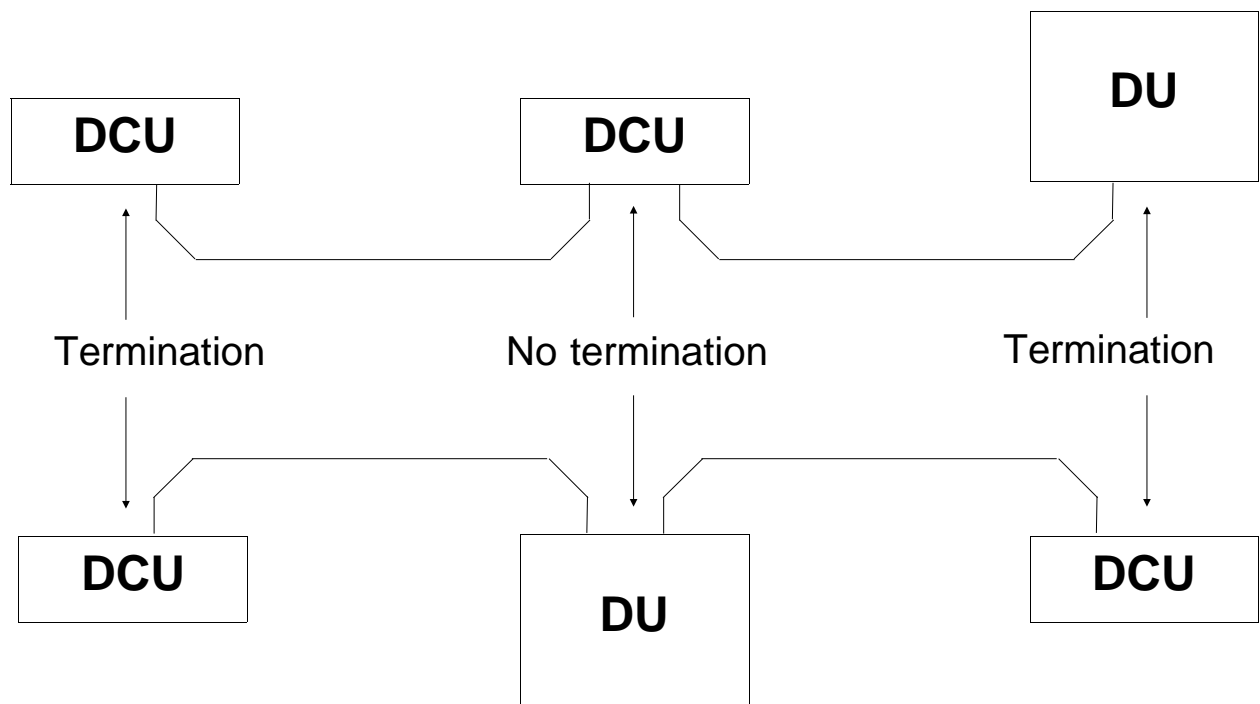 DU
DCU
DCU
Termination
No termination
Termination
DCU
DU
DCU